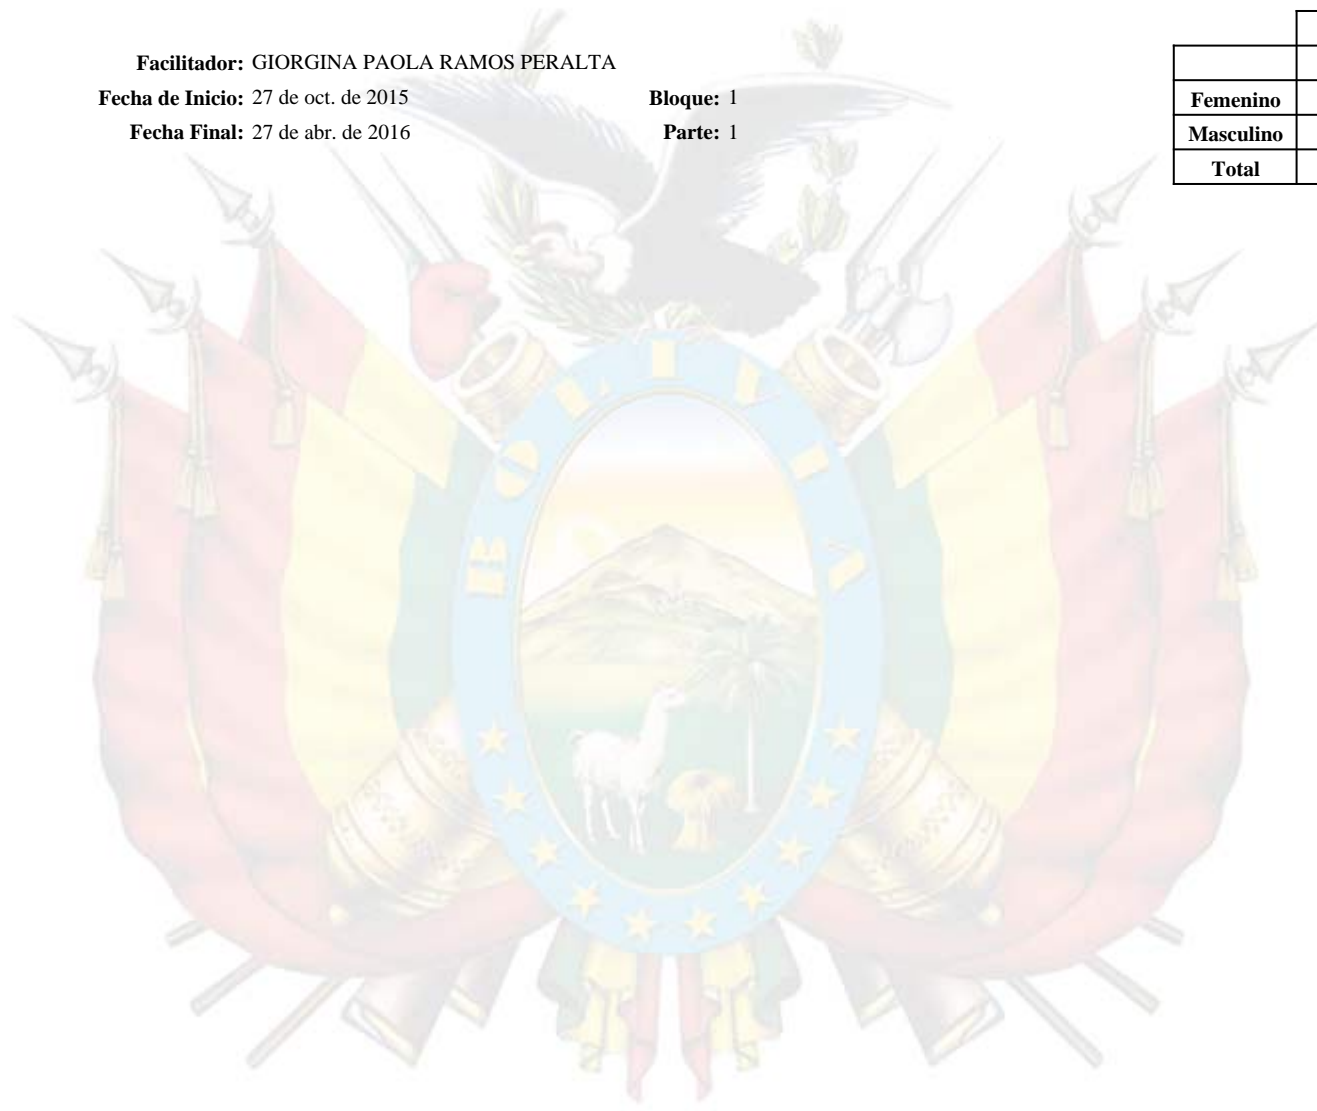 Facilitador: GIORGINA PAOLA RAMOS PERALTA
Fecha de Inicio: 27 de oct. de 2015 Bloque: 1
Fecha Final: 27 de abr. de 2016 Parte: 1
Femenino
Masculino
Total
BOLIVIA